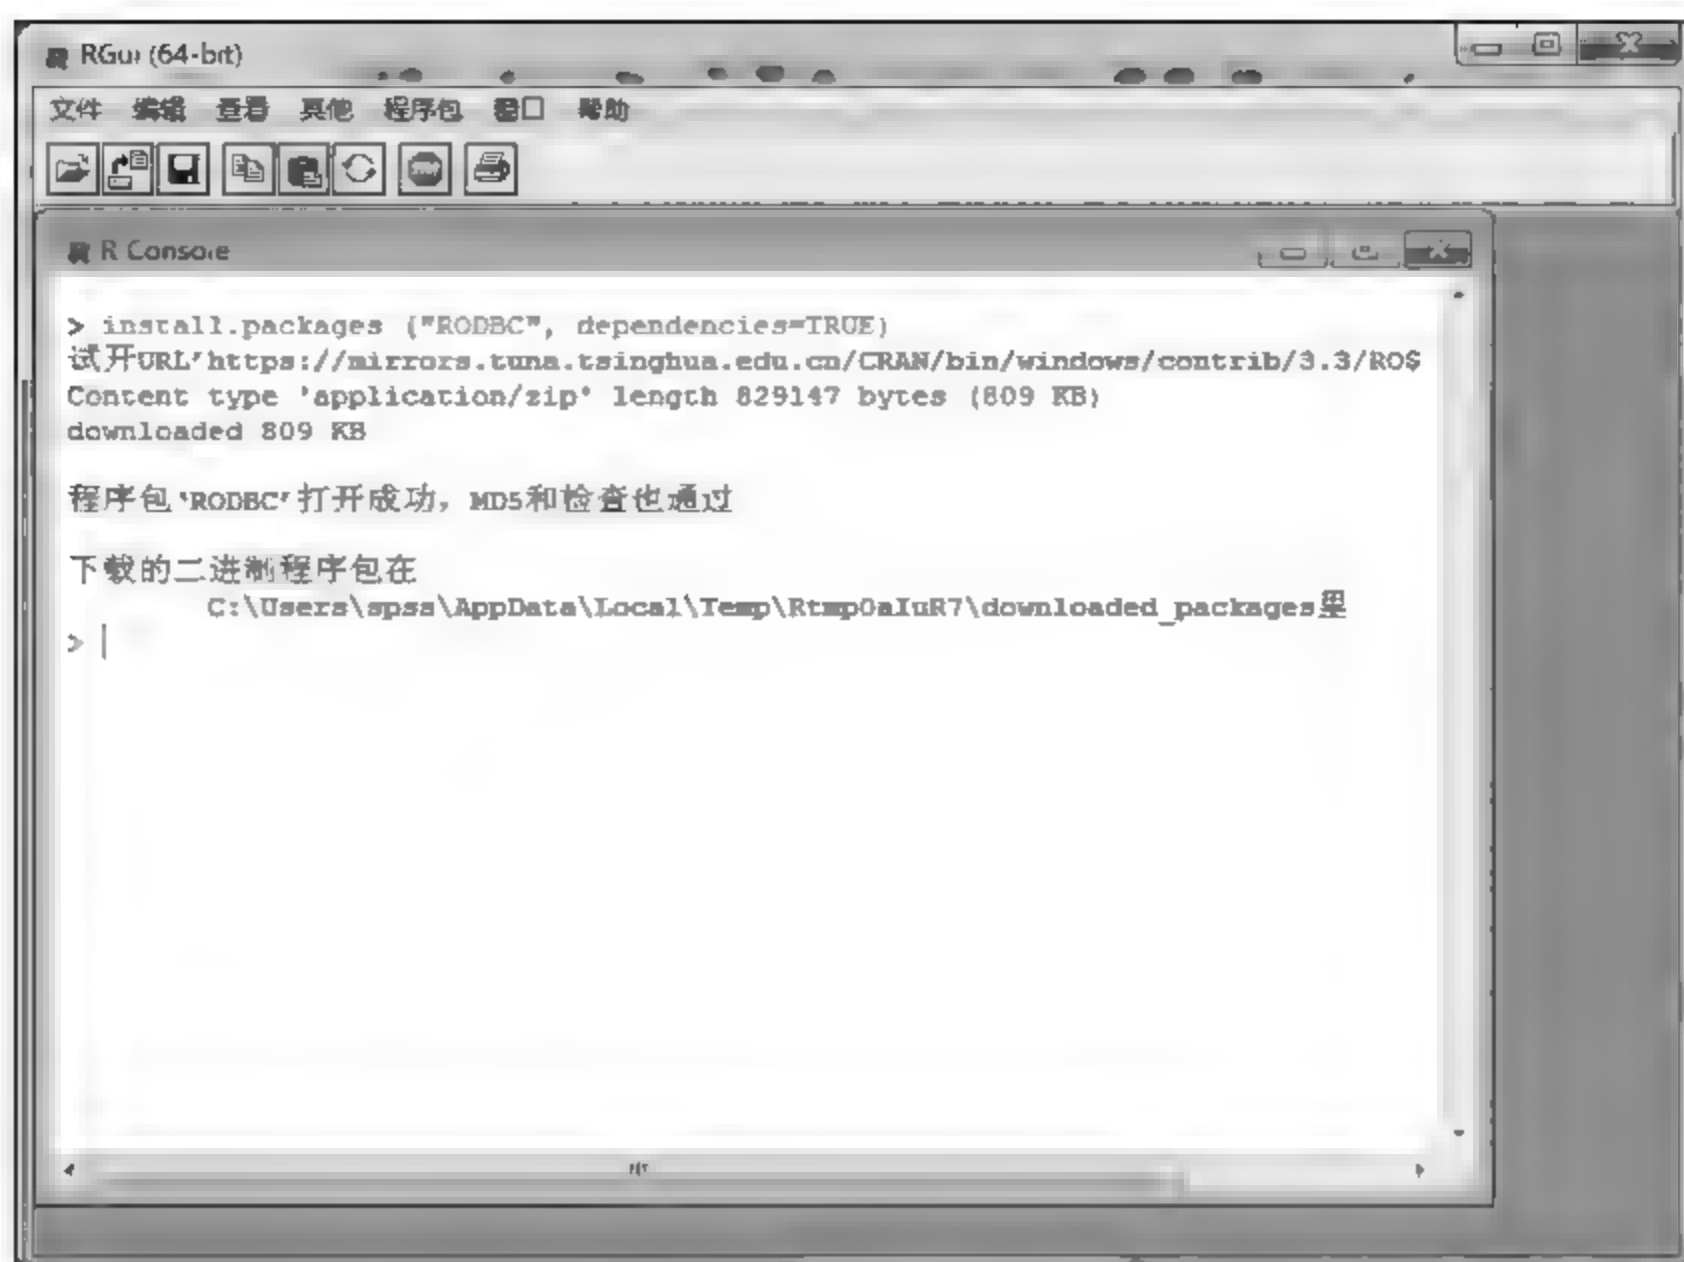 RGui (64-bit)
文件 编辑 查看 其他 程序包 窗口 帮助
STOP
R Console
> install.packages ("RODBC", dependencies=TRUE)
试开URL'https://mirrors.tuna.tsinghua.edu.cn/CRAN/bin/windows/contrib/3.3/RO$
Content type 'application/zip' length 829147 bytes (809 KB)
downloaded 809 KB
程序包'RODBC'打开成功，MD5和检查也通过
下载的二进制程序包在
C:\Users\spss\AppData\Local\Temp\Rtmp0aIuR7\downloaded_packages里
>